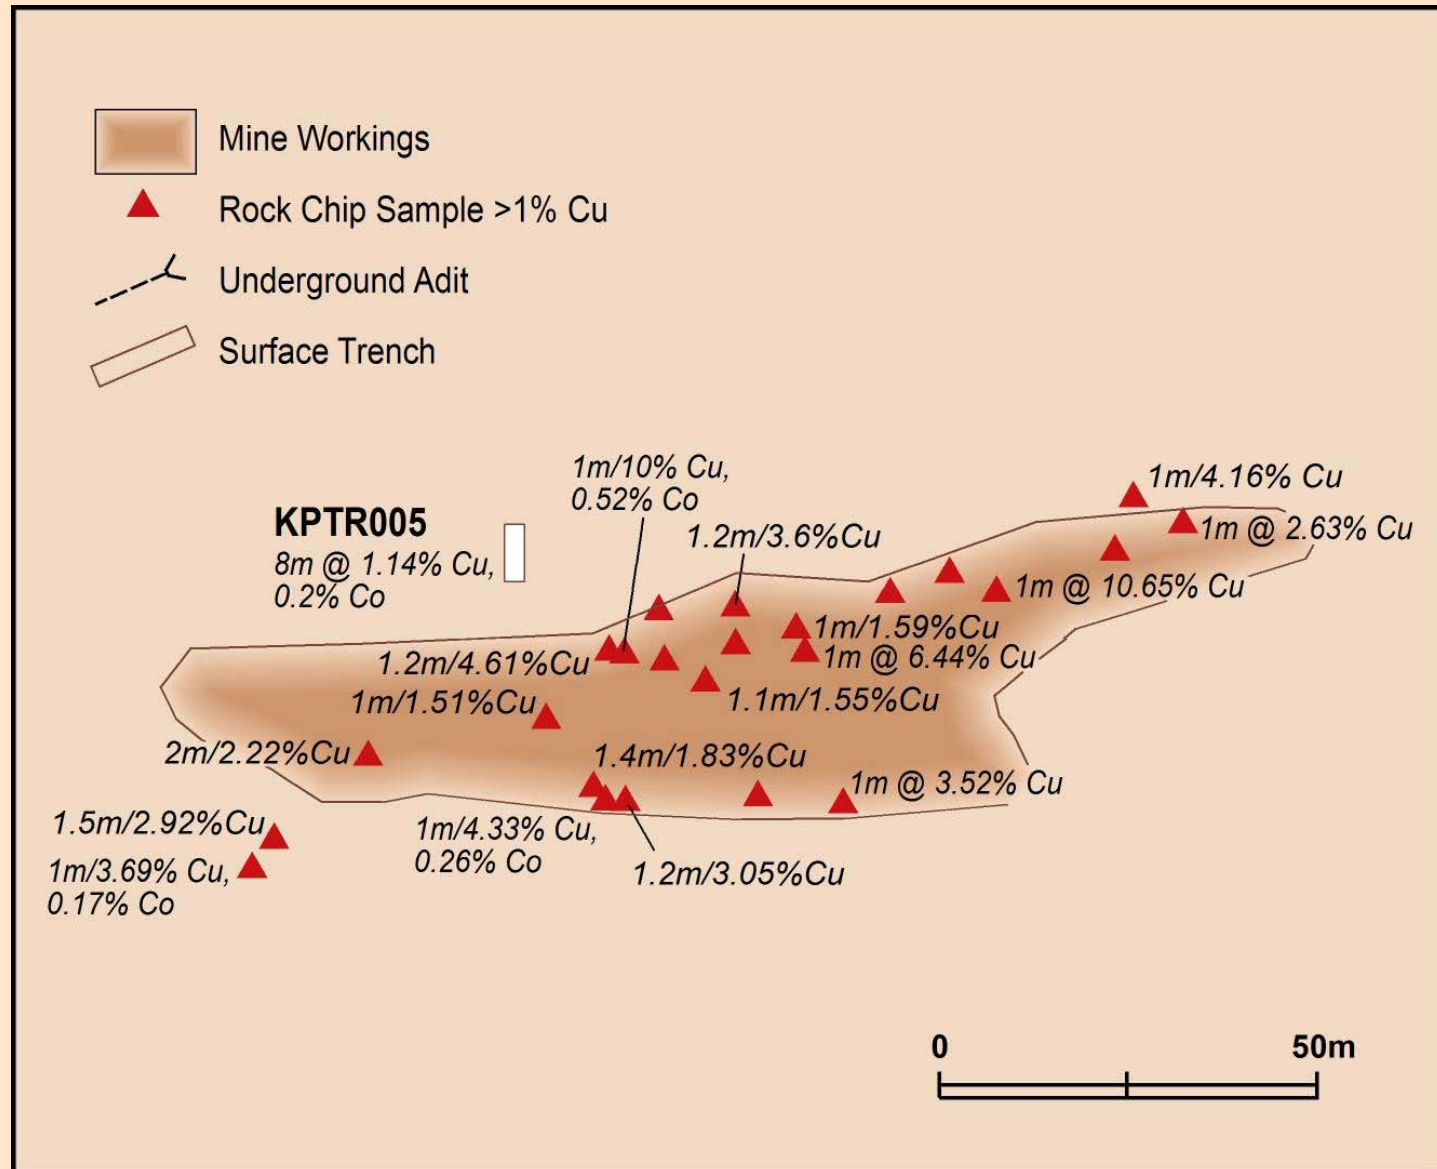 Mine Workings
Rock Chip Sample >1% Cu
Underground Adit
Surface Trench
1m/10% Cu,
0.52% Co
1m/4.16% Cu
KPTR005
8m @ 1.14% Cu,
0.2% Co
1.2m/3.6%Cu
1m @ 2.63% Cu
1m @ 10.65% Cu
1m/1.59%Cu
1m @ 6.44% Cu
1.2m/4.61%Cu
1m/1.51%Cu
1.1m/1.55%Cu
2m/2.22%Cu
1.4m/1.83%Cu
1m @ 3.52% Cu
1.5m/2.92%Cu
1m/4.33% Cu,
0.26% Co
1m/3.69% Cu,
0.17% Co
1.2m/3.05%Cu
0 50m